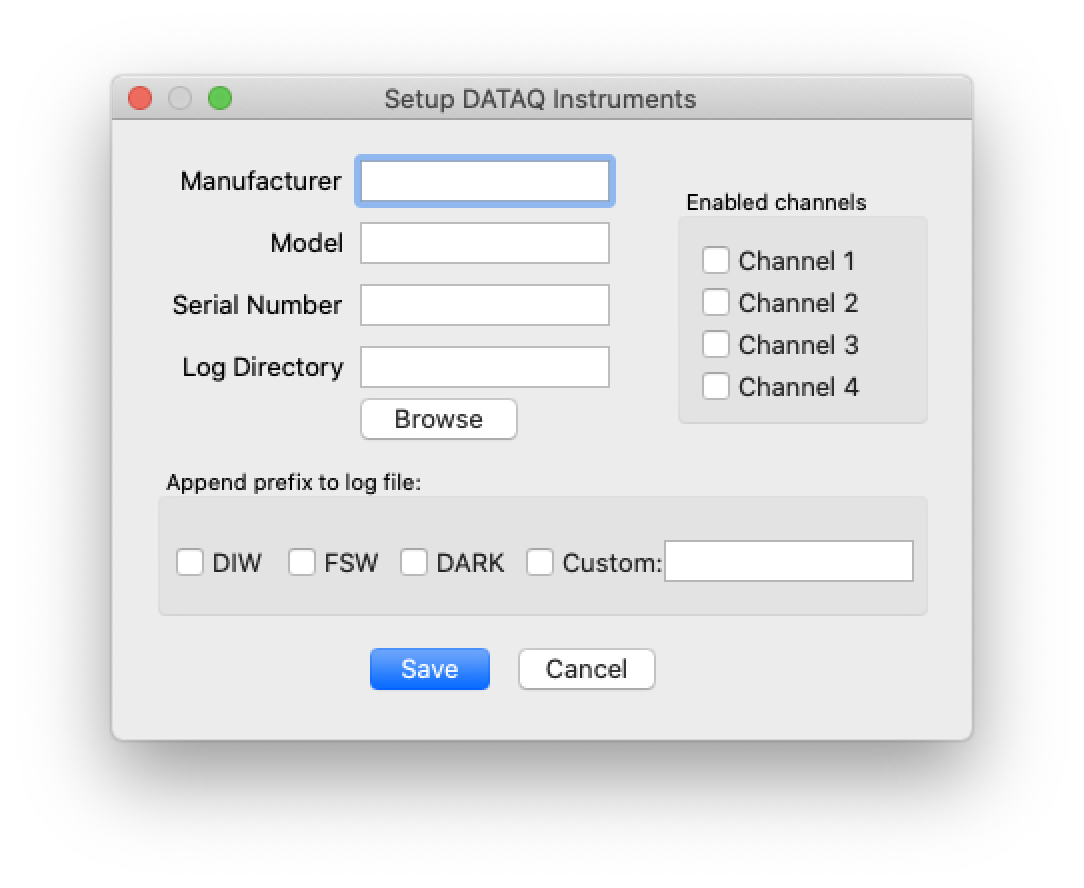 Setup DATAQ Instruments
Manufacturer
Model
Serial Number
Log Directory
Browse
Enabled channels
Channel 1
Channel 2
Channel 3
Channel 4
Append prefix to log file:
DIW FSW DARK Custom:
Save Cancel